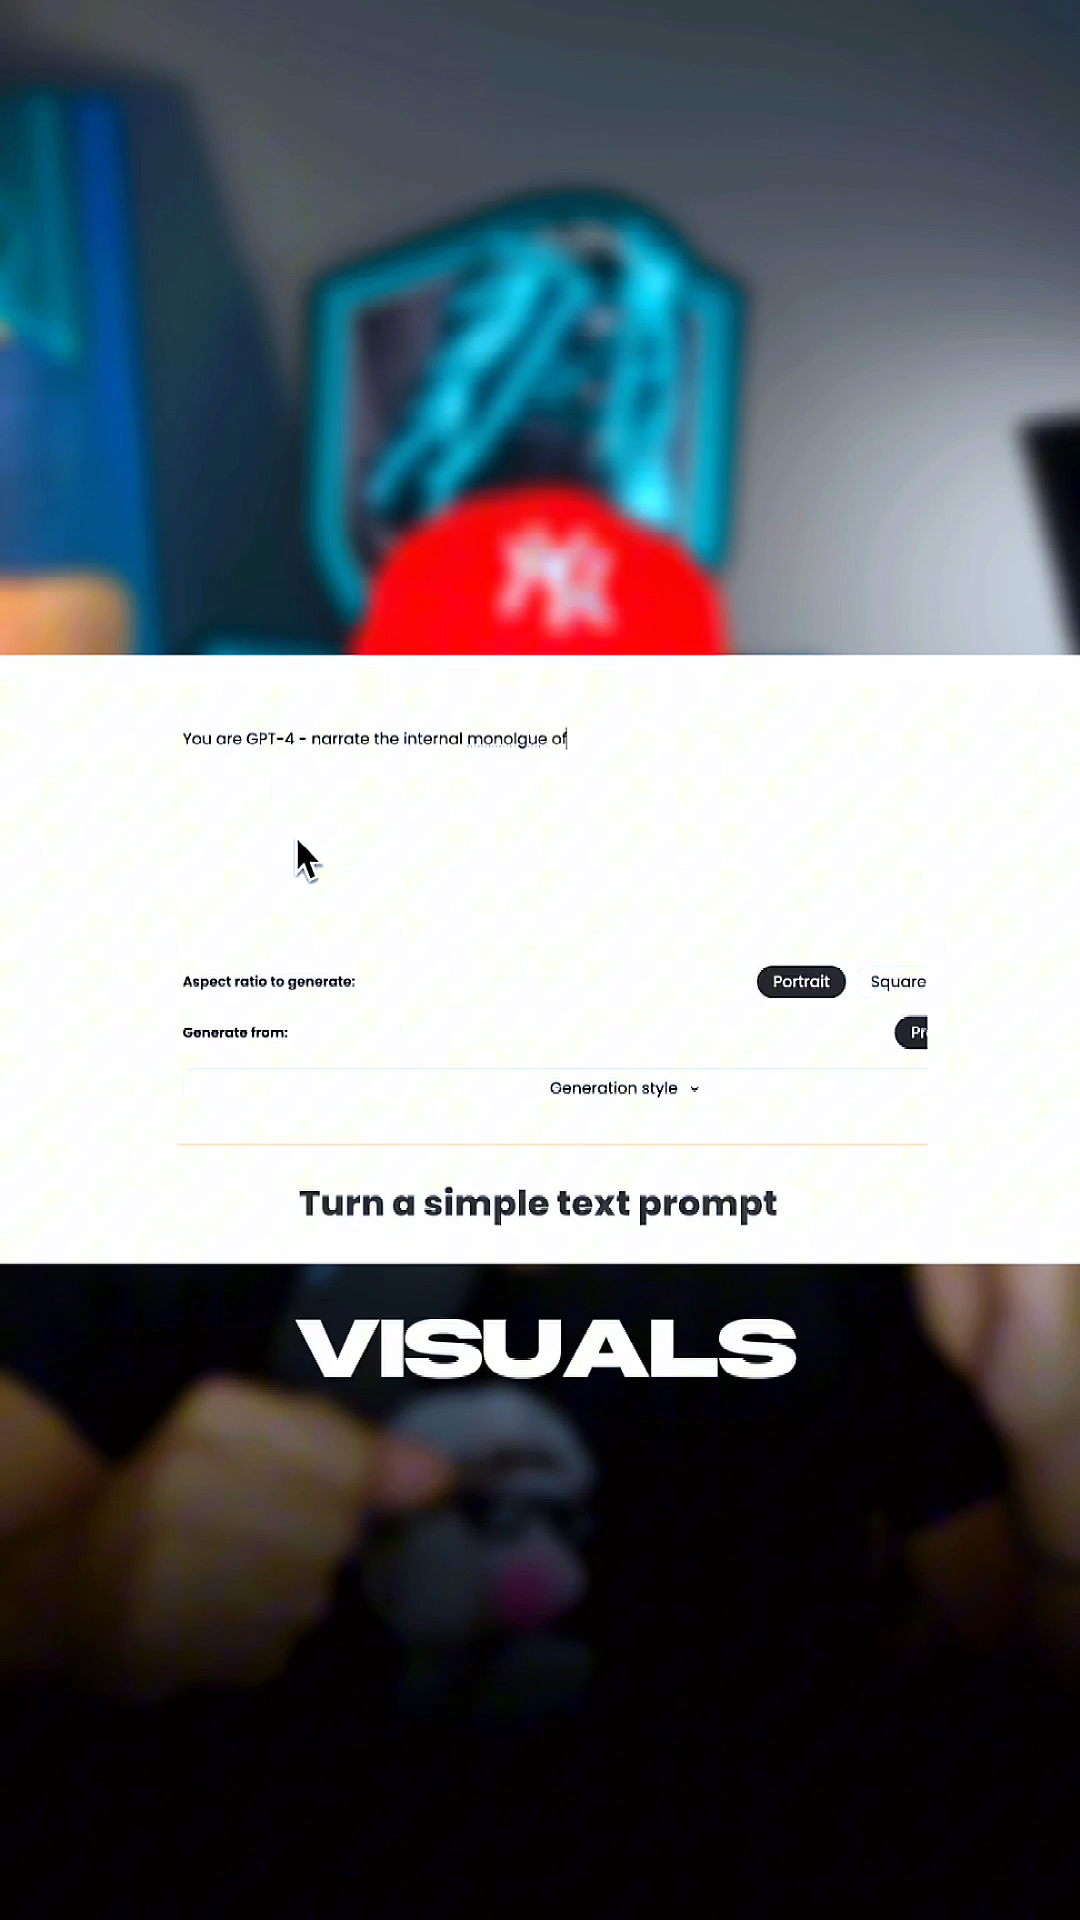 You are GPT-4 - narrate the internal monolgue of
Aspect ratio to generate:
Portrait
Square
Generate from:
Pr
Generation style
Turn a simple text prompt
VISUALS